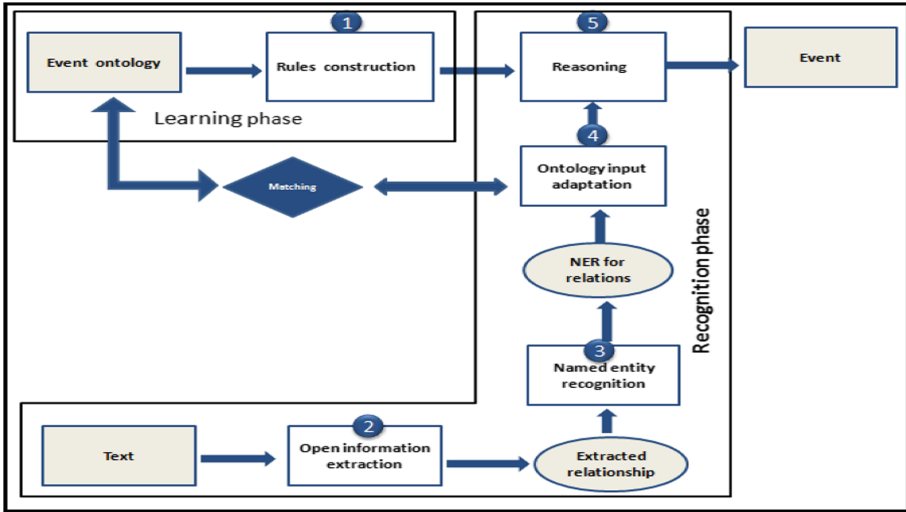 1
5
Event ontology
Rules construction
Reasoning
Event
Learning phase
4
Matching
Ontology input
adaptation
NER for
relations
Recognition phase
3
Named entity
recognition
2
Text
Open information
extraction
Extracted
relationship